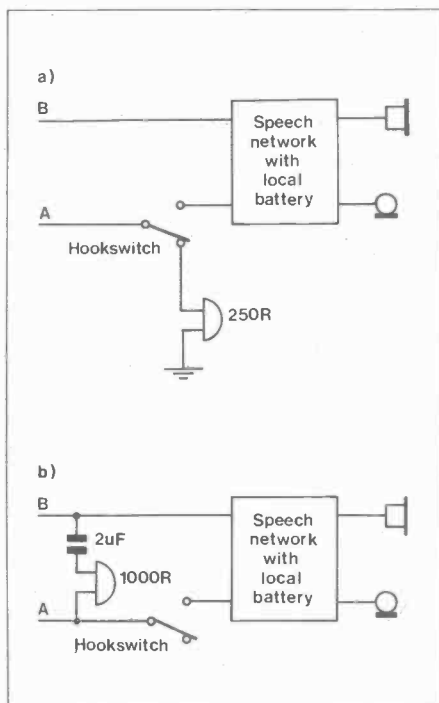 a)
B
Speech
network
with
local
battery
A
Hookswitch
250R
b)
B
2uF
Speech
network
with
local
battery
1000R
A
Hookswitch